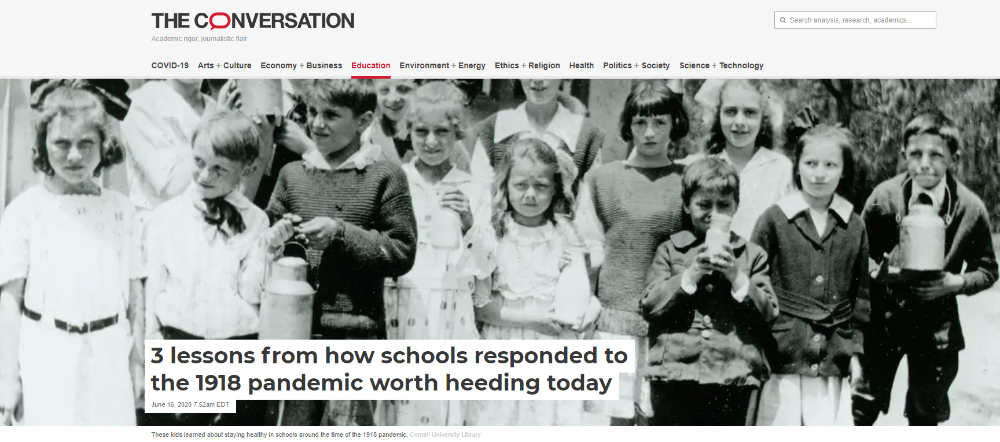 THE CONVERSATION
Academic rigor, journalistic flair
Search analysis, research, academics...
COVID-19 Arts + Culture Economy + Business Education Environment + Energy Ethics + Religion Health Politics + Society Science + Technology
3 lessons from how schools responded to
the 1918 pandemic worth heeding today
June 16, 2020 7.52am EDT
These kids learned about staying healthy in schools around the time of the 1918 pandemic. Cornell University Library